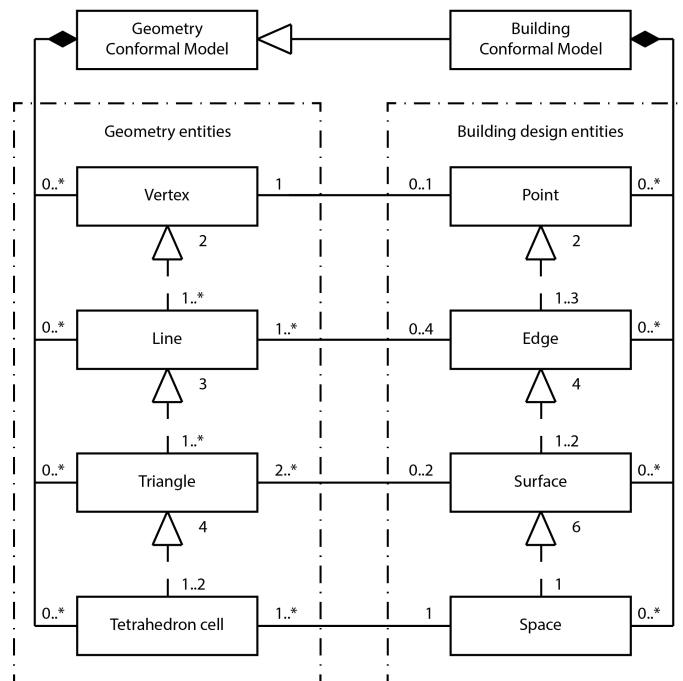 Geometry
Conformal Model
Building
Conformal Model
Geometry entities
Building design entities
0..*
Vertex
1
0..1
Point
0..*
2
2
1..*
1..3
0..*
Line
1..*
0..4
Edge
0..*
3
4
1..*
1..2
0..*
Triangle
2..*
0..2
Surface
0..*
4
6
1..2
1
0..*
Tetrahedron cell
1..*
1
Space
0..*